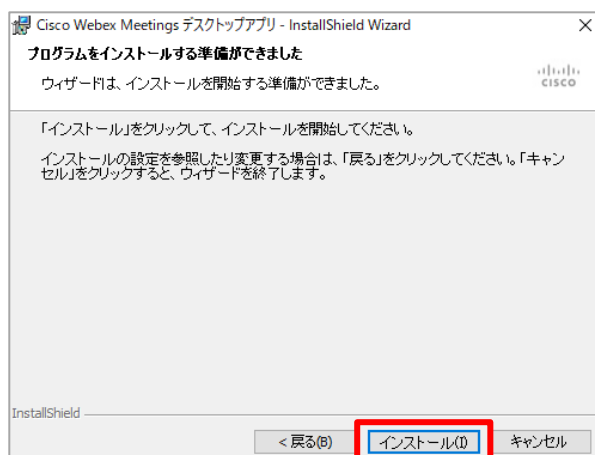 Cisco Webex Meetings デスクトップアプリ - InstallShield Wizard
プログラムをインストールする準備ができました
ウィザードは、インストールを開始する準備ができました。
CISCO
「インストール」をクリックして、インストールを開始してください。
インストールの設定を参照したり変更する場合は、「戻る」をクリックしてください。「キャン
セル」をクリックすると、ウィザードを終了します。
InstallShield
< 戻る(B) インストール(I) キャンセル